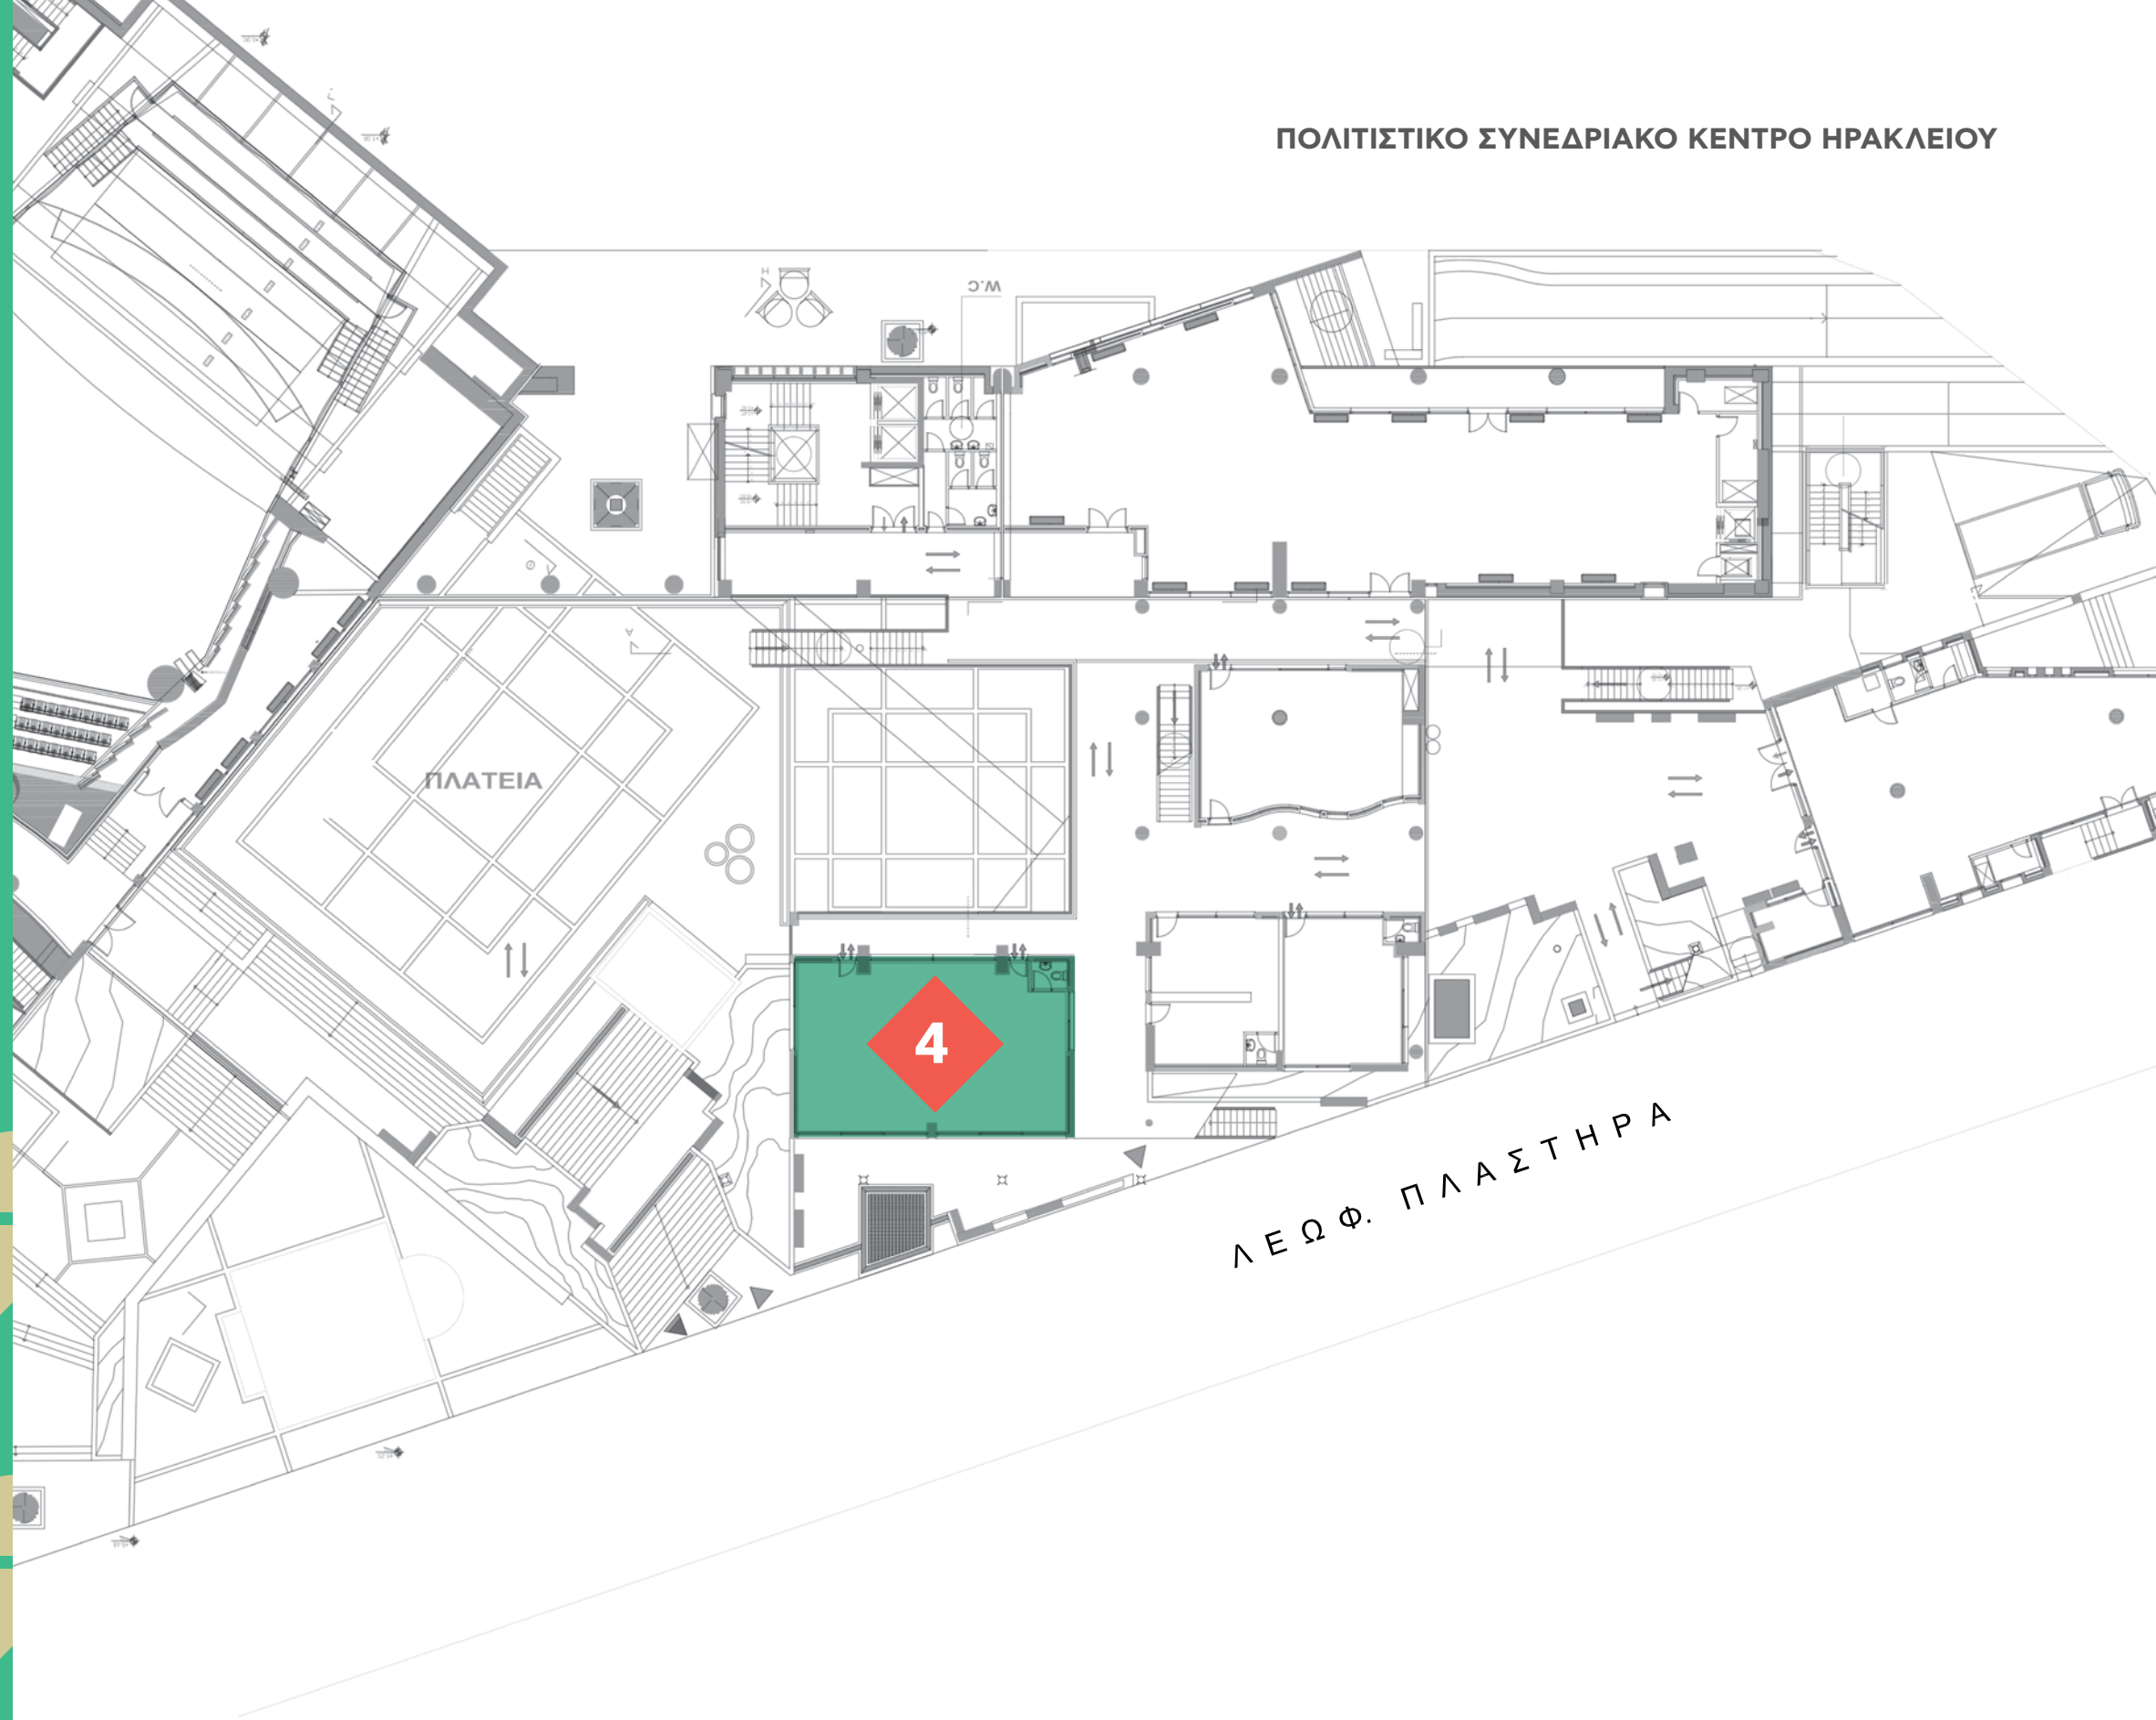 ΠΟΛΙΤΙΣΤΙΚΟ ΣΥΝΕΔΡΙΑΚΟ ΚΕΝΤΡΟ ΗΡΑΚΛΕΙΟΥ
H
W.C
A
ΠΛΑΤΕΙΑ
4
ΛΕΩΦ. ΠΛΑΣΤΗΡΑ